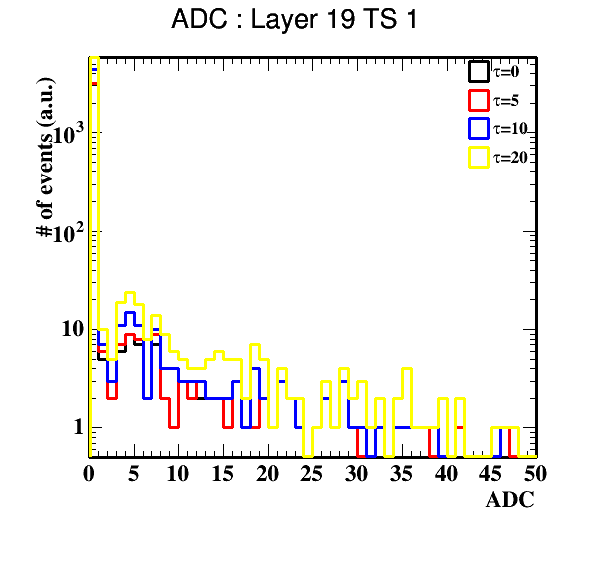 ADC : Layer 19 TS 1
# of events (a.u.)
10³
10²
10
1
τ=0
τ=5
τ=10
τ=20
0 5 10 15 20 25 30 35 40 45 50
ADC